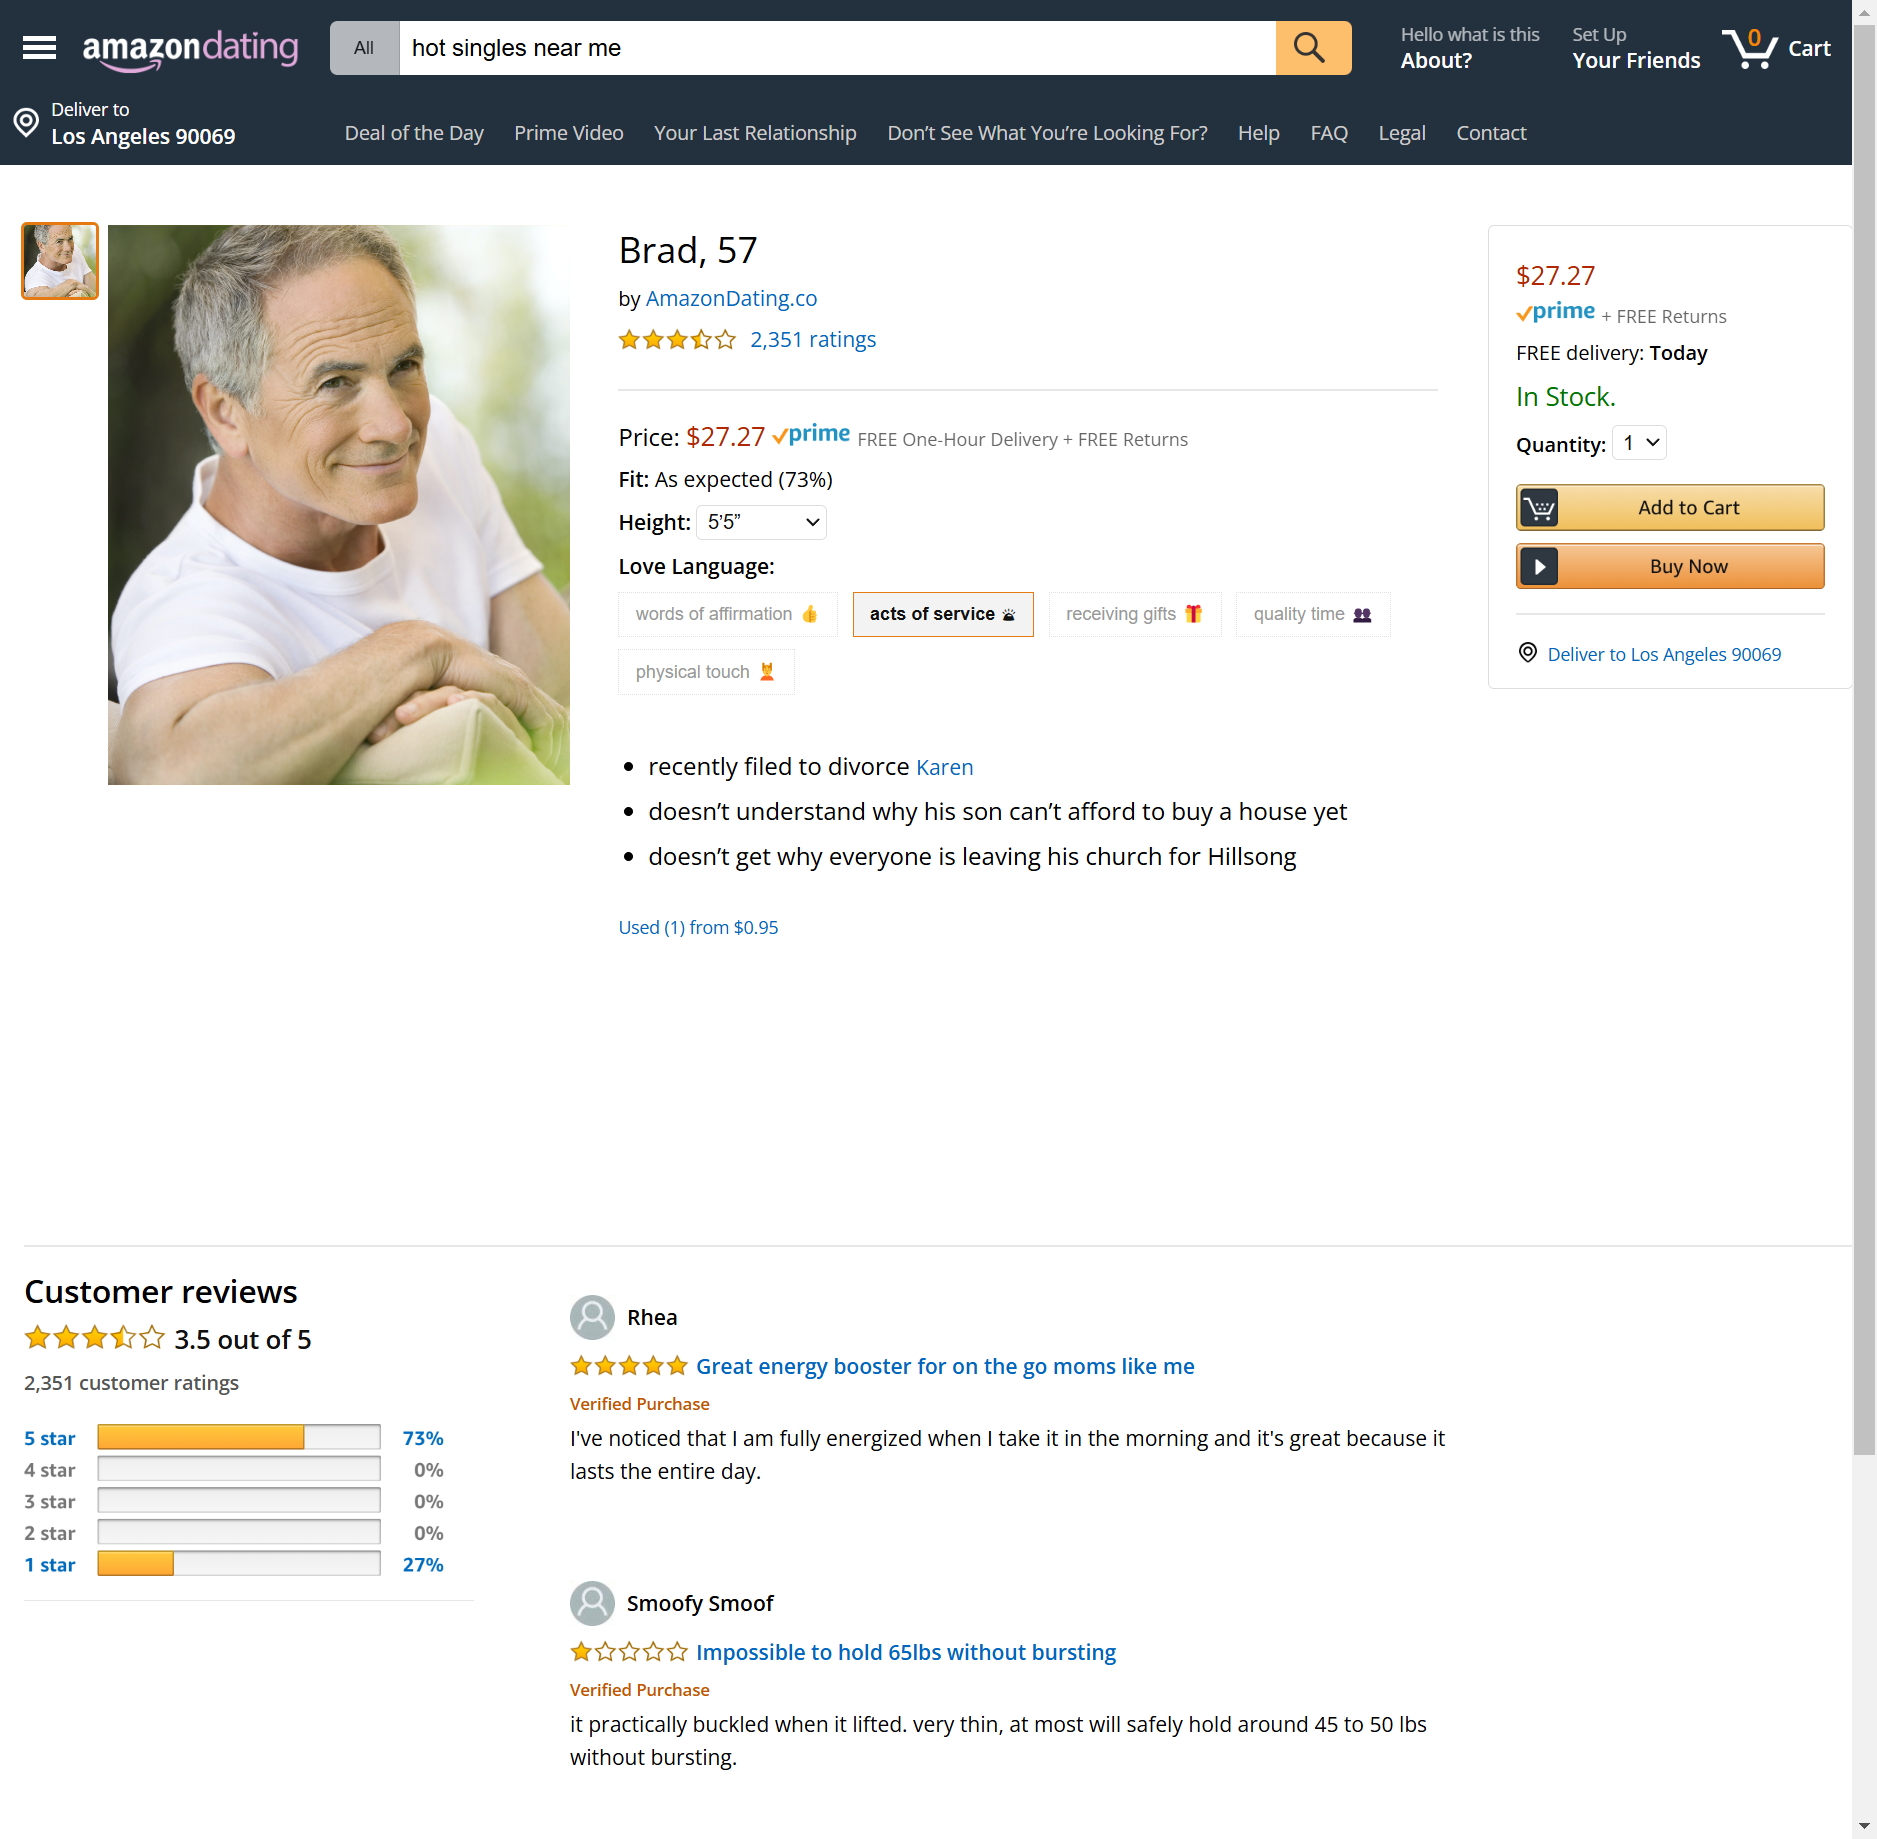 amazondating
All
hot singles near me
Hello what is this
About?
Set Up
Your Friends
0
Cart
Deliver to
Los Angeles 90069
Deal of the Day
Prime Video
Your Last Relationship
Don’t See What You’re Looking For?
Help
FAQ
Legal
Contact
Brad, 57
by AmazonDating.co
2,351 ratings
Price: $27.27 prime FREE One-Hour Delivery + FREE Returns
Fit: As expected (73%)
Height: 5’5”
Love Language:
words of affirmation
acts of service
receiving gifts
quality time
physical touch
recently filed to divorce Karen
doesn’t understand why his son can’t afford to buy a house yet
doesn’t get why everyone is leaving his church for Hillsong
Used (1) from $0.95
$27.27
prime + FREE Returns
FREE delivery: Today
In Stock.
Quantity: 1
Add to Cart
Buy Now
Deliver to Los Angeles 90069
Customer reviews
3.5 out of 5
2,351 customer ratings
5 star 73%
4 star 0%
3 star 0%
2 star 0%
1 star 27%
Rhea
Great energy booster for on the go moms like me
Verified Purchase
I've noticed that I am fully energized when I take it in the morning and it's great because it
lasts the entire day.
Smoofy Smoof
Impossible to hold 65lbs without bursting
Verified Purchase
it practically buckled when it lifted. very thin, at most will safely hold around 45 to 50 lbs
without bursting.